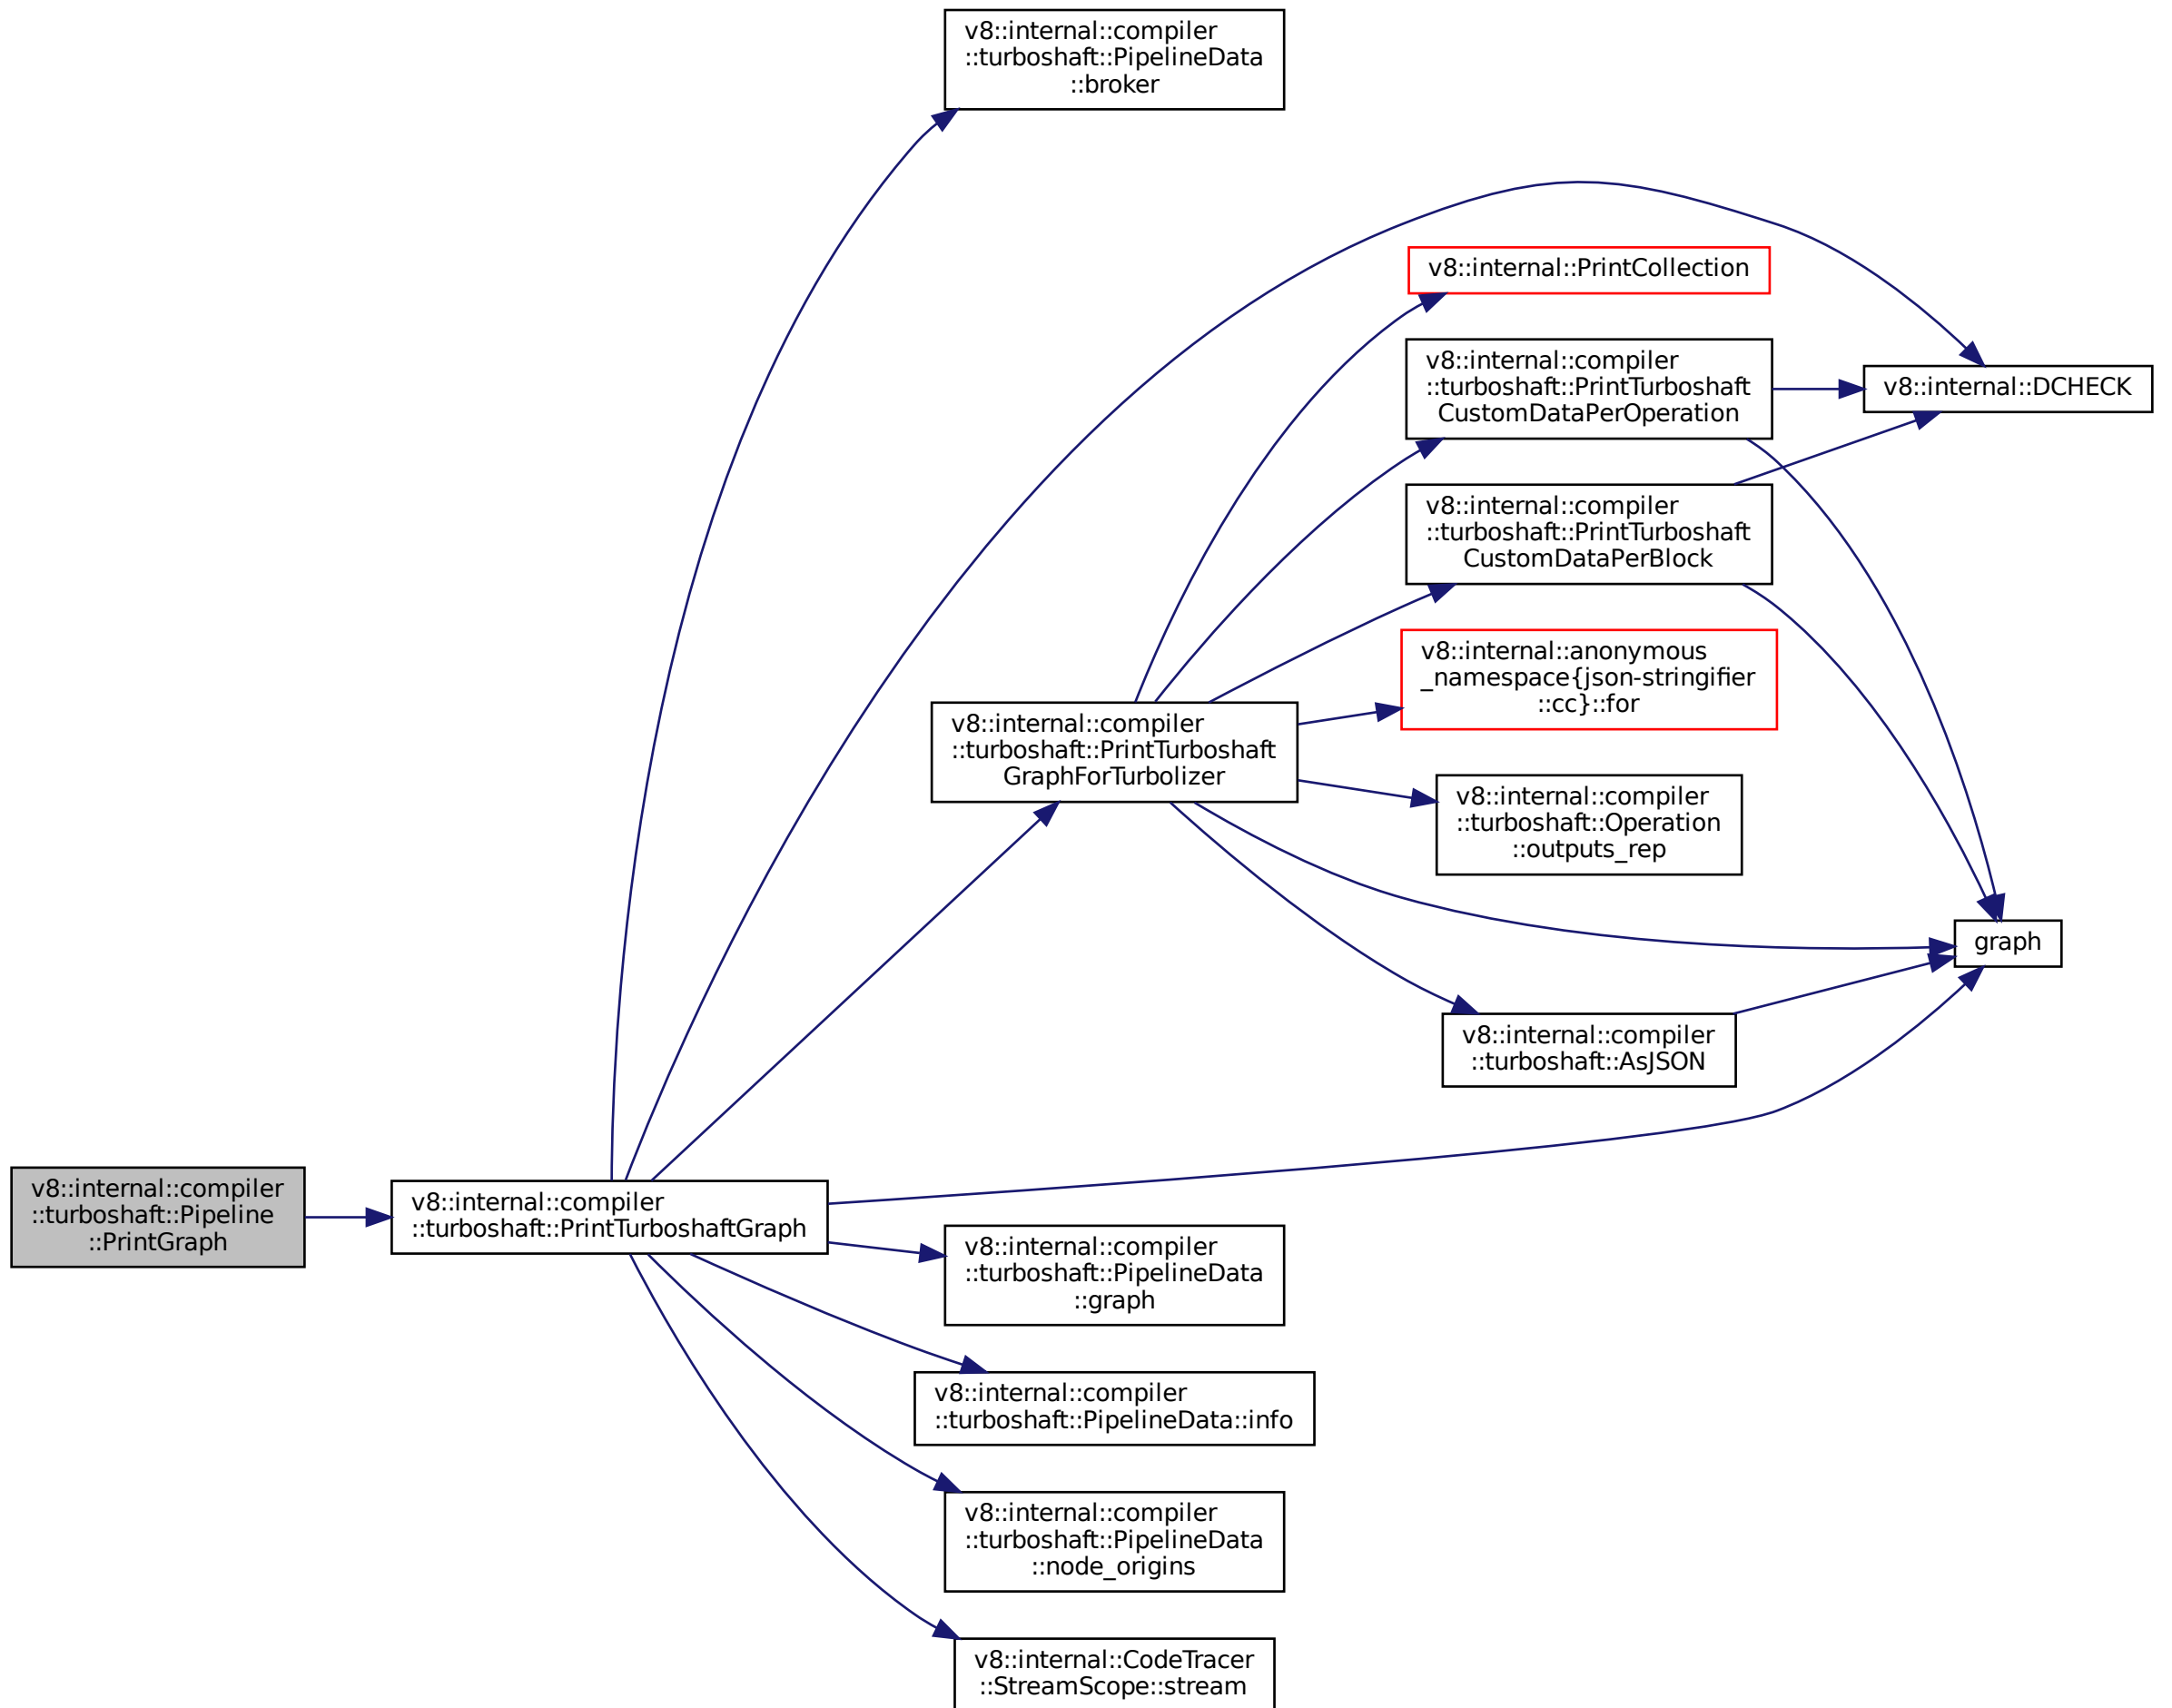 v8::internal::compiler
::turboshaft::PipelineData
::broker
v8::internal::PrintCollection
v8::internal::compiler
::turboshaft::PrintTurboshaft
CustomDataPerOperation
v8::internal::DCHECK
v8::internal::compiler
::turboshaft::PrintTurboshaft
CustomDataPerBlock
v8::internal::anonymous
_namespace{json-stringifier
::cc}::for
v8::internal::compiler
::turboshaft::PrintTurboshaft
GraphForTurbolizer
v8::internal::compiler
::turboshaft::Operation
::outputs_rep
graph
v8::internal::compiler
::turboshaft::AsJSON
v8::internal::compiler
::turboshaft::Pipeline
::PrintGraph
v8::internal::compiler
::turboshaft::PrintTurboshaftGraph
v8::internal::compiler
::turboshaft::PipelineData
::graph
v8::internal::compiler
::turboshaft::PipelineData::info
v8::internal::compiler
::turboshaft::PipelineData
::node_origins
v8::internal::CodeTracer
::StreamScope::stream